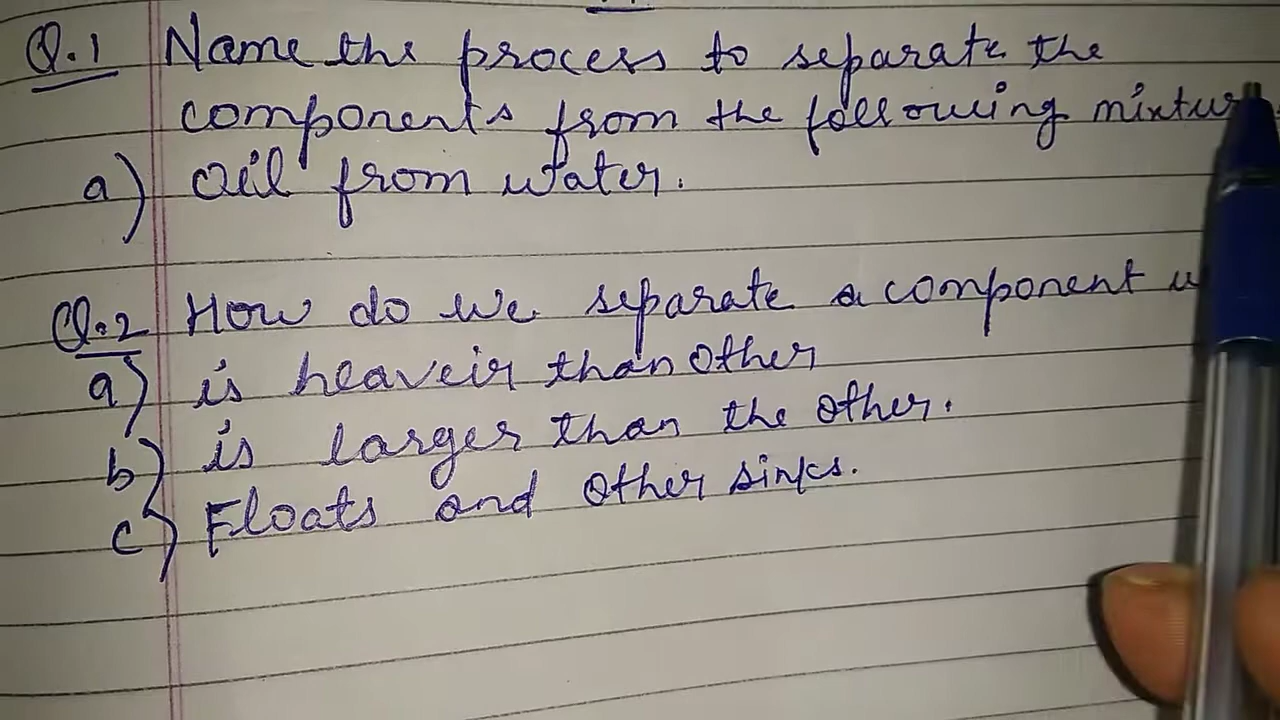 Q.1 Name the process to separate the
components from the following mixtur
a) Oil from water.
Q.2 How do we separate a component w
a) is heaveir than other
b) is larger than the other.
c) Floats and other sinks.